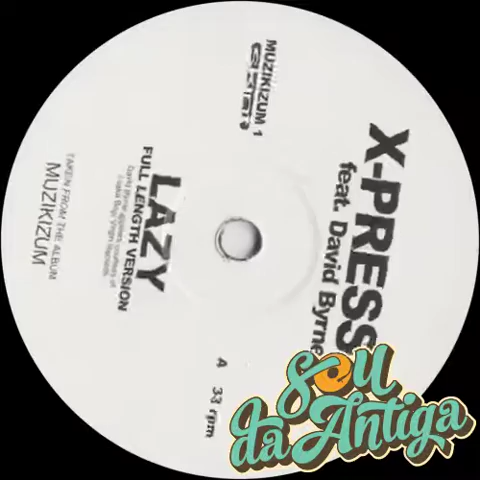 X-PRESS
feat. David Byrne
MUZIKIZUM 1
A
33 rpm
LAZY
FULL LENGTH VERSION
TAKEN FROM THE ALBUM
MUZIKIZUM
Sou
da Antiga